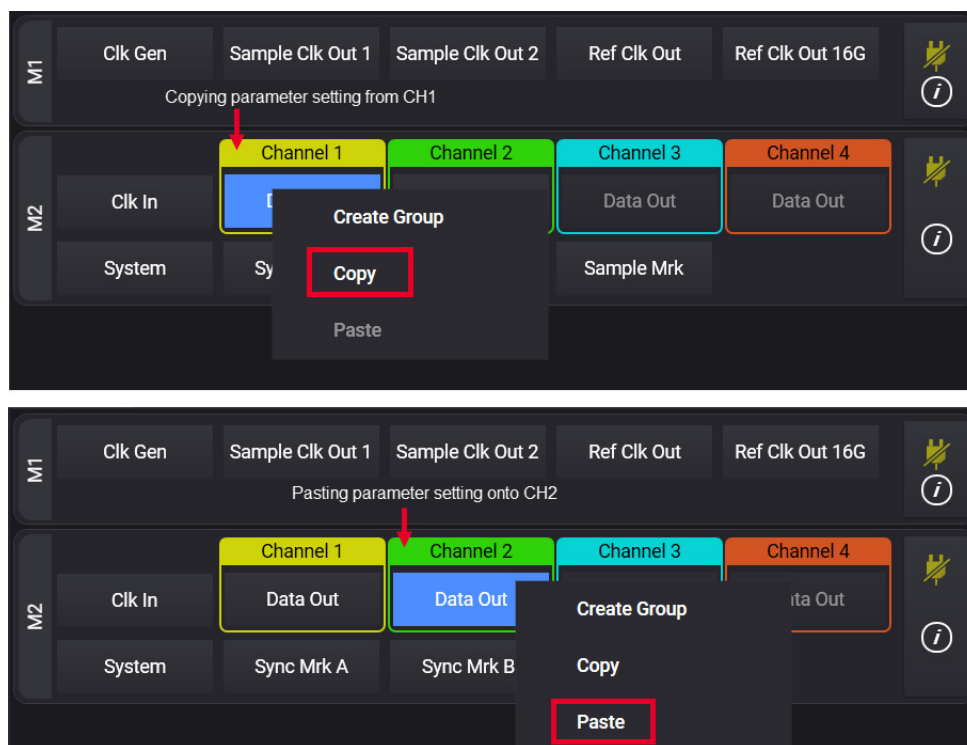 M1
Clk Gen Sample Clk Out 1 Sample Clk Out 2 Ref Clk Out Ref Clk Out 16G
i
Copying parameter setting from CH1
Channel 1 Channel 2 Channel 3 Channel 4
M2
Clk In Data Out Data Out
Create Group
i
System Sy Copy Sample Mrk
Paste
M1
Clk Gen Sample Clk Out 1 Sample Clk Out 2 Ref Clk Out Ref Clk Out 16G
i
Pasting parameter setting onto CH2
Channel 1 Channel 2 Channel 3 Channel 4
M2
Clk In Data Out Data Out Create Group ta Out
i
System Sync Mrk A Sync Mrk B Copy
Paste